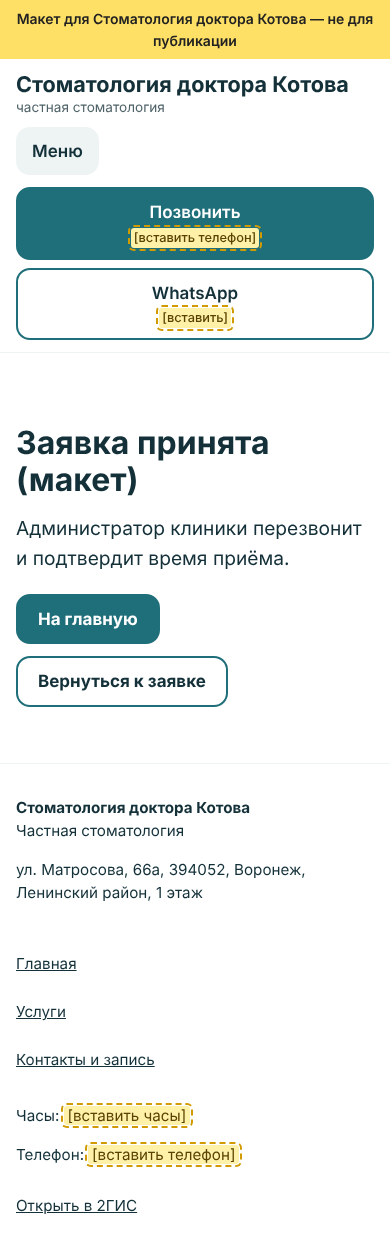 Макет для Стоматология доктора Котова — не для
публикации
Стоматология доктора Котова
частная стоматология
Меню
Позвонить
[вставить телефон]
WhatsApp
[вставить]
Заявка принята
(макет)
Администратор клиники перезвонит
и подтвердит время приёма.
На главную
Вернуться к заявке
Стоматология доктора Котова
Частная стоматология
ул. Матросова, 66а, 394052, Воронеж,
Ленинский район, 1 этаж
Главная
Услуги
Контакты и запись
Часы: [вставить часы]
Телефон: [вставить телефон]
Открыть в 2ГИС